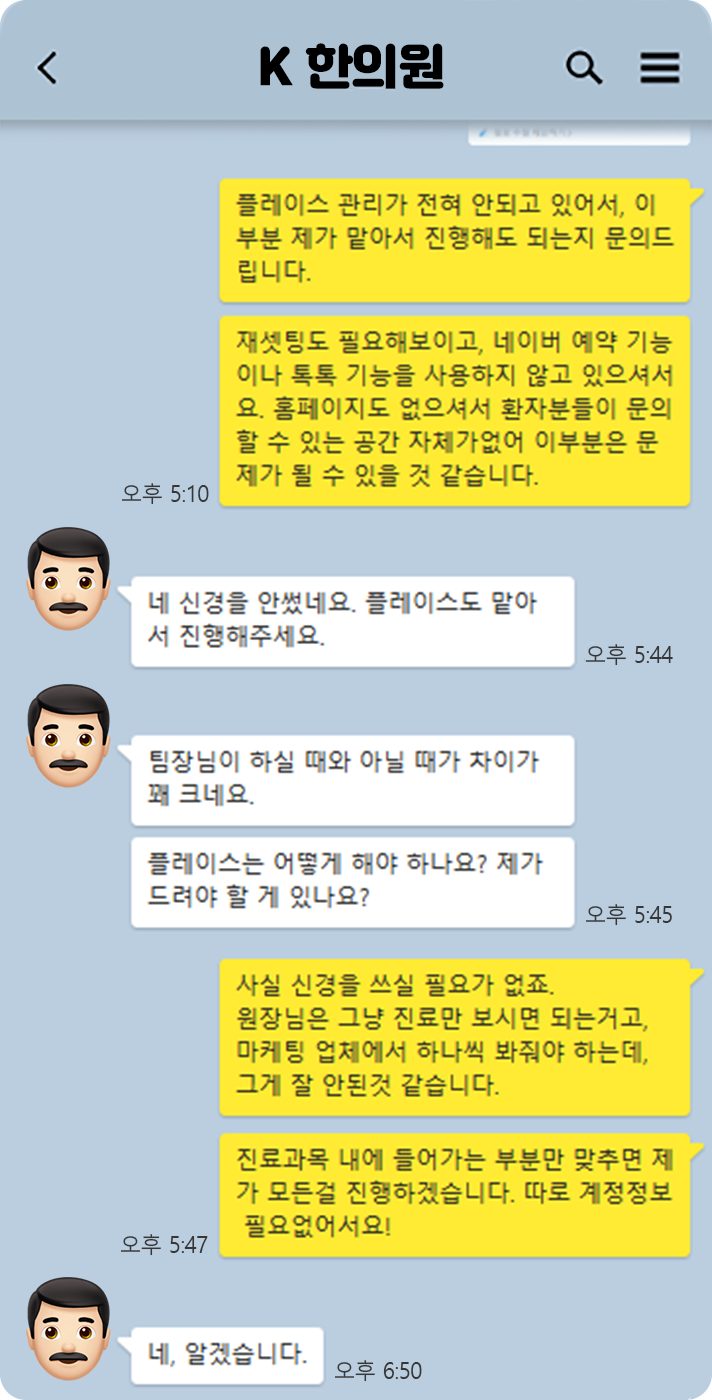 K 한의원
플레이스 관리가 전혀 안되고 있어서, 이
부분 제가 맡아서 진행해도 되는지 문의드
립니다.
재셋팅도 필요해보이고, 네이버 예약 기능
이나 톡톡 기능을 사용하지 않고 있으셔서
요. 홈페이지도 없으셔서 환자분들이 문의
할 수 있는 공간 자체가없어 이부분은 문
제가 될 수 있을 것 같습니다.
오후 5:10
네 신경을 안썼네요. 플레이스도 맡아
서 진행해주세요.
오후 5:44
팀장님이 하실 때와 아닐 때가 차이가
꽤 크네요.
플레이스는 어떻게 해야 하나요? 제가
드려야 할 게 있나요?
오후 5:45
사실 신경을 쓰실 필요가 없죠.
원장님은 그냥 진료만 보시면 되는거고,
마케팅 업체에서 하나씩 봐줘야 하는데,
그게 잘 안된것 같습니다.
진료과목 내에 들어가는 부분만 맞추면 제
가 모든걸 진행하겠습니다. 따로 계정정보
필요없어서요!
오후 5:47
네, 알겠습니다.
오후 6:50